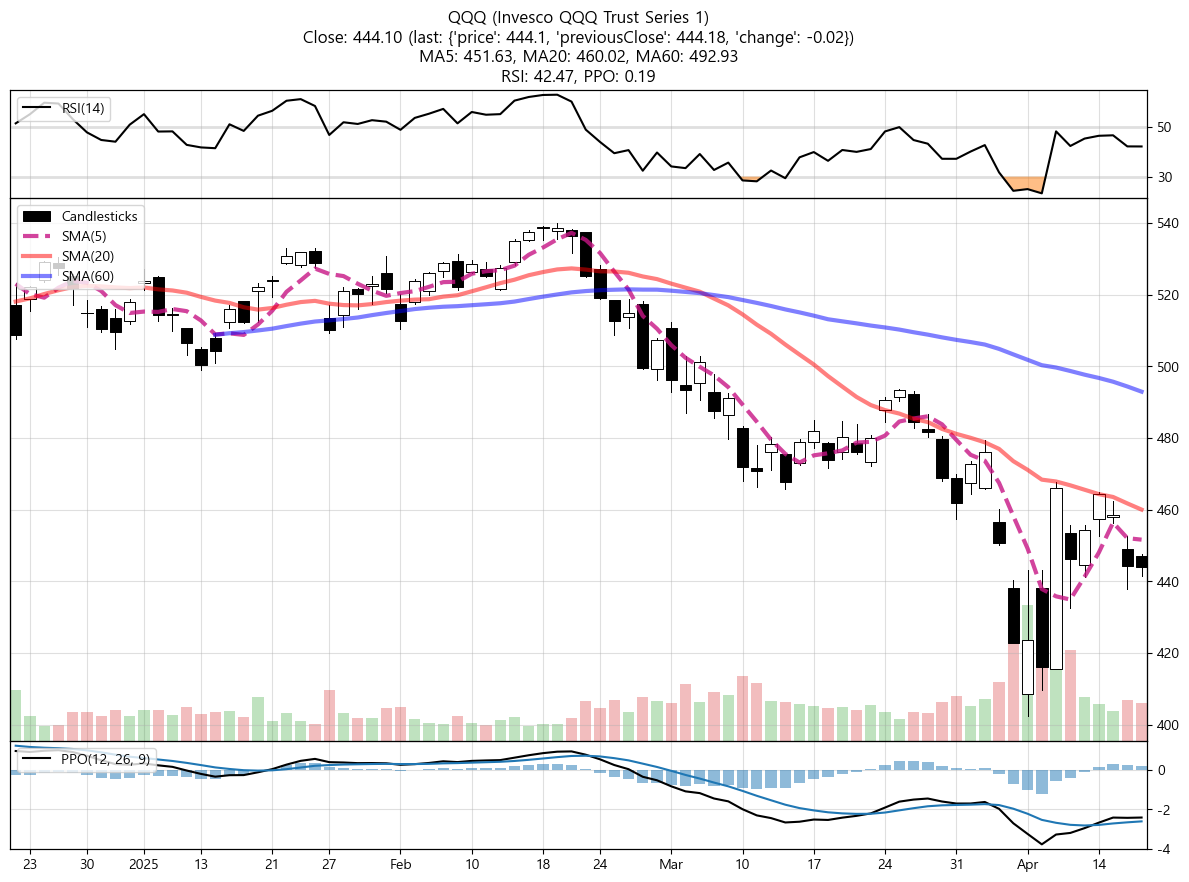 QQQ (Invesco QQQ Trust Series 1)
Close: 444.10 (last: {'price': 444.1, 'previousClose': 444.18, 'change': -0.02})
MA5: 451.63, MA20: 460.02, MA60: 492.93
RSI: 42.47, PPO: 0.19
RSI(14)
50
30
Candlesticks
SMA(5)
SMA(20)
SMA(60)
540
520
500
480
460
440
420
400
PPO(12, 26, 9)
0
-2
-4
23 30 2025 13 21 27 Feb 10 18 24 Mar 10 17 24 31 Apr 14